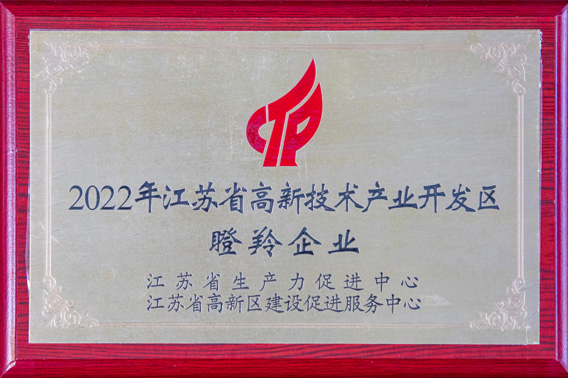 CTP
2022年江苏省高新技术产业开发区
瞪羚企业
江苏省生产力促进中心
江苏省高新区建设促进服务中心